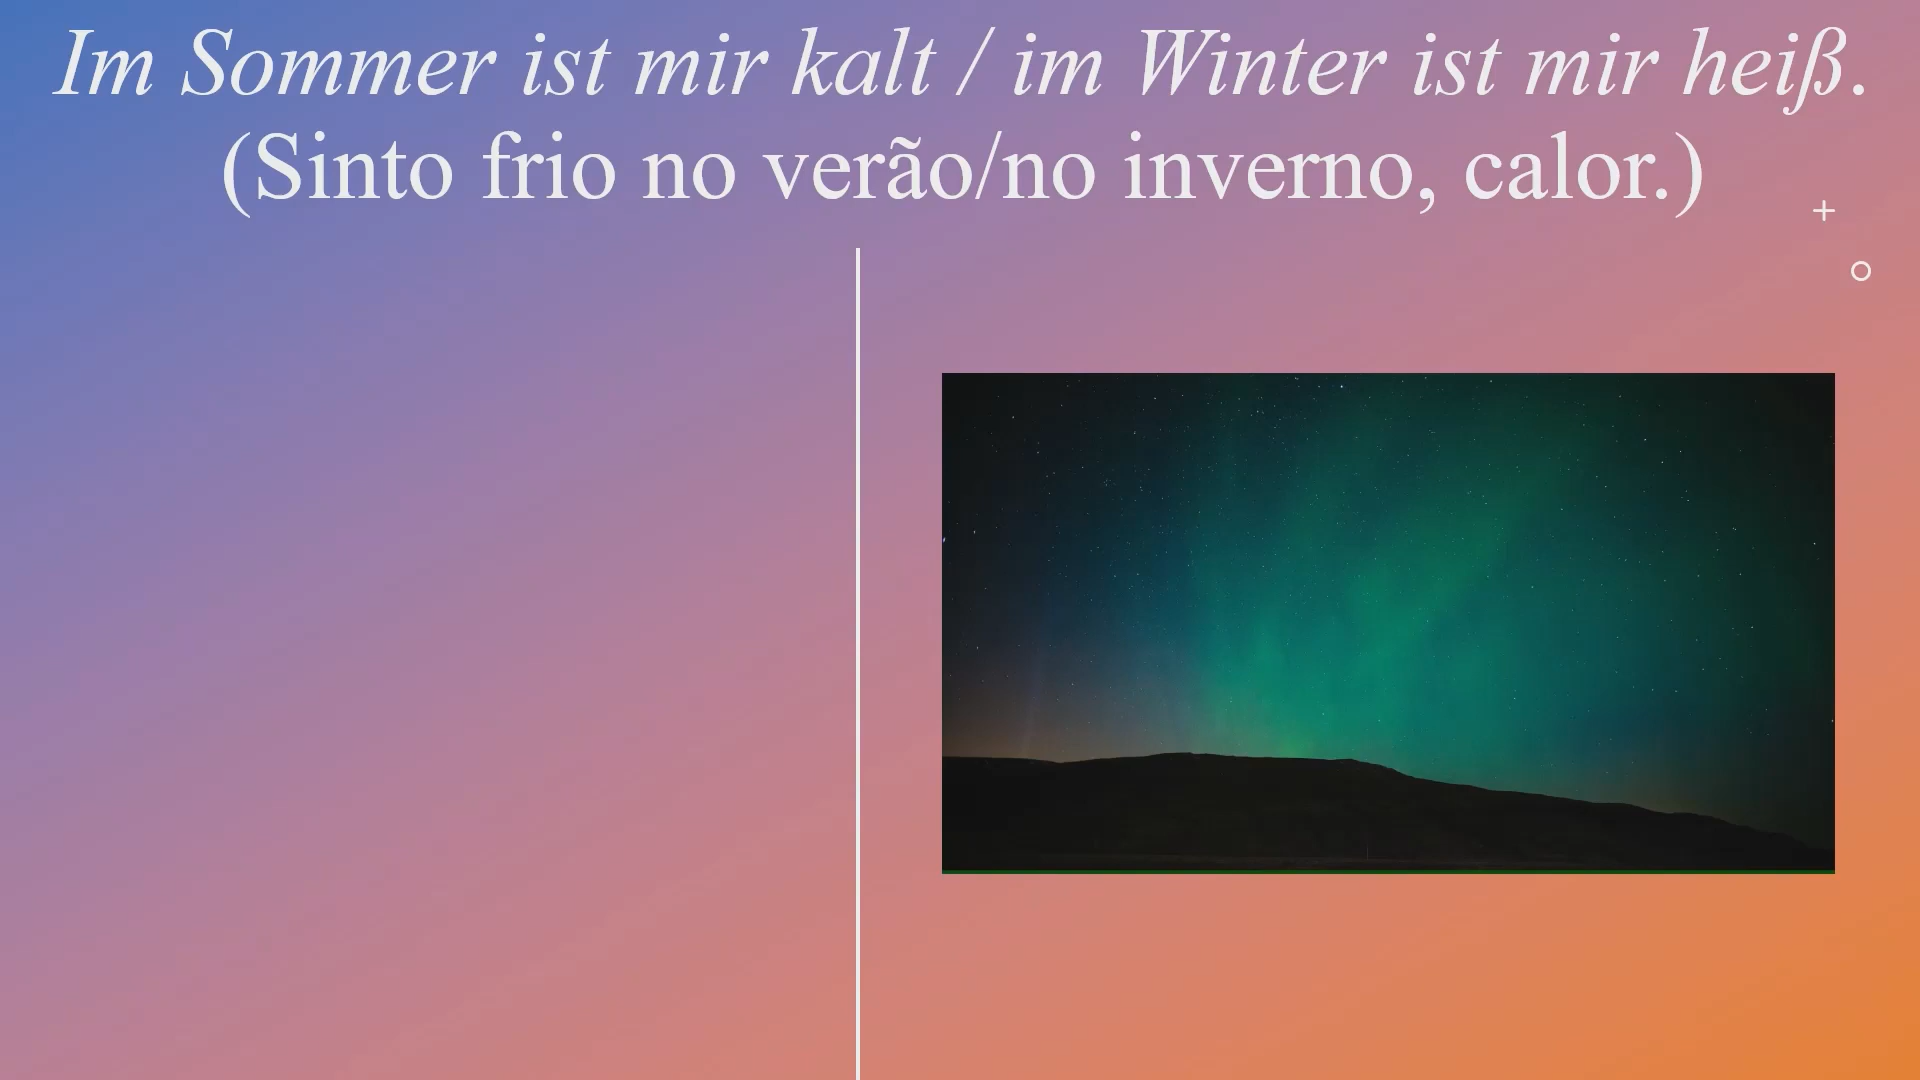 Im Sommer ist mir kalt / im Winter ist mir heiß.
(Sinto frio no verão/no inverno, calor.)